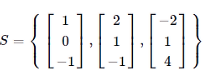 S = { [1 0 -1], [2 1 -1], [-2 1 4] }